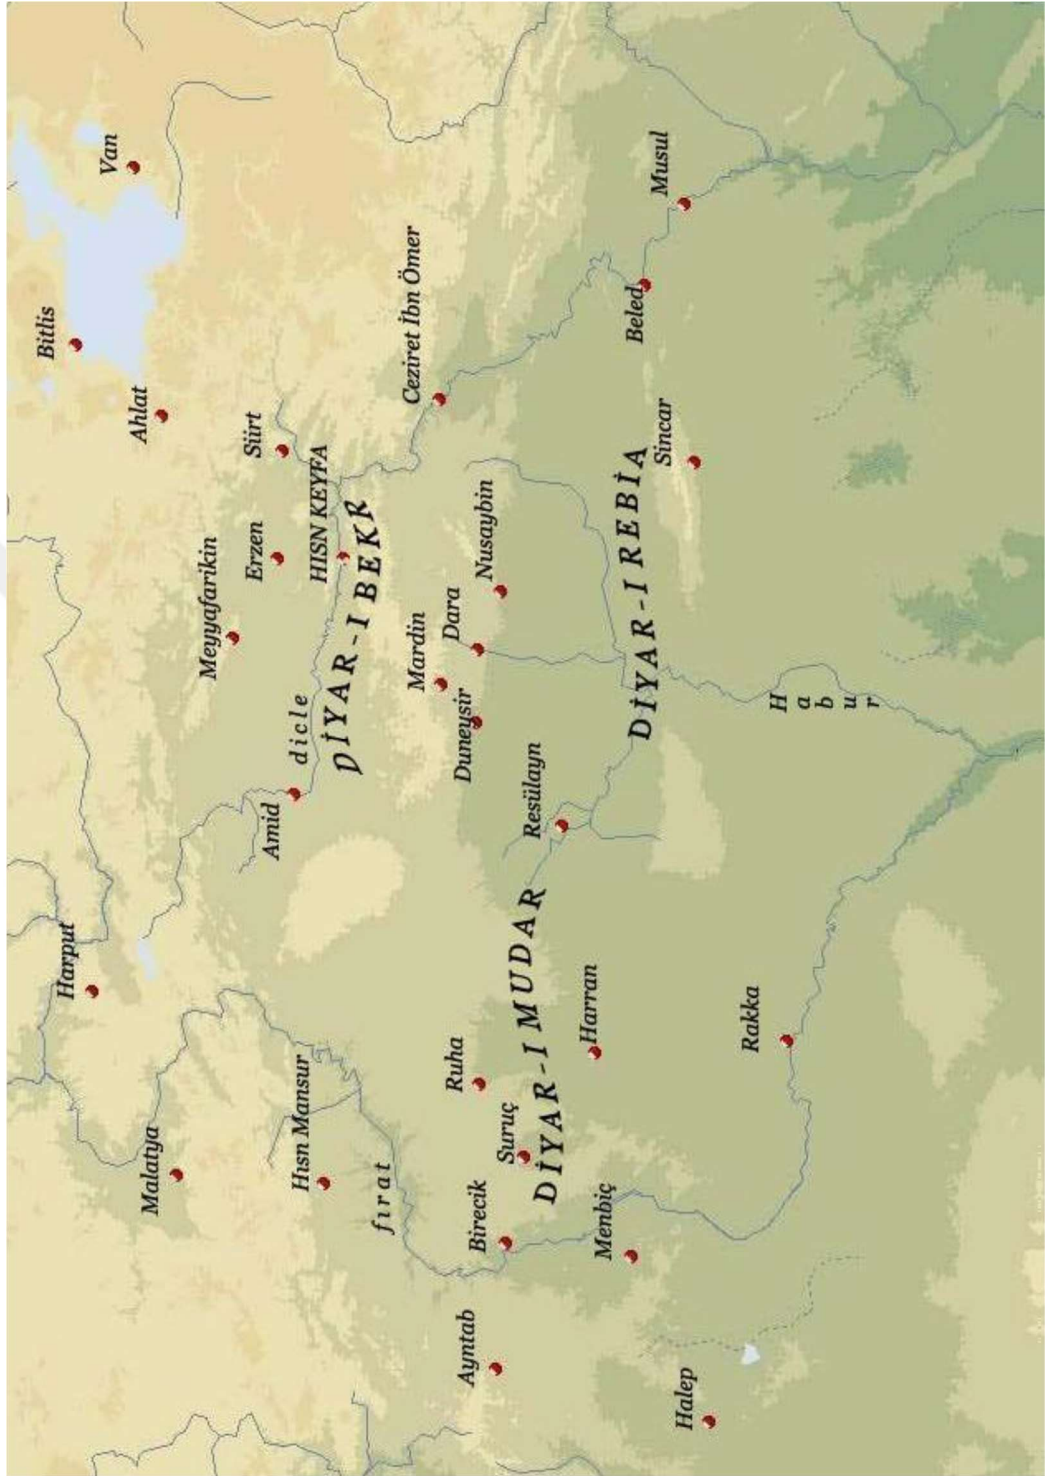 Van
Bitlis
Ahlat
Siirt
Erzen
Meyyafarikin
HISN KEYFA
Ceziret İbn Ömer
Musul
Beled
Sincar
Nusaybin
Dara
Mardin
Duneysir
DİYAR-I BEKR
dicle
Amid
DİYAR-I REBİA
Habur
Resülayn
Harput
Malatya
Hısn Mansur
fırat
Ruha
Suruç
DİYAR-I MUDAR
Harran
Rakka
Birecik
Menbiç
Ayntab
Halep